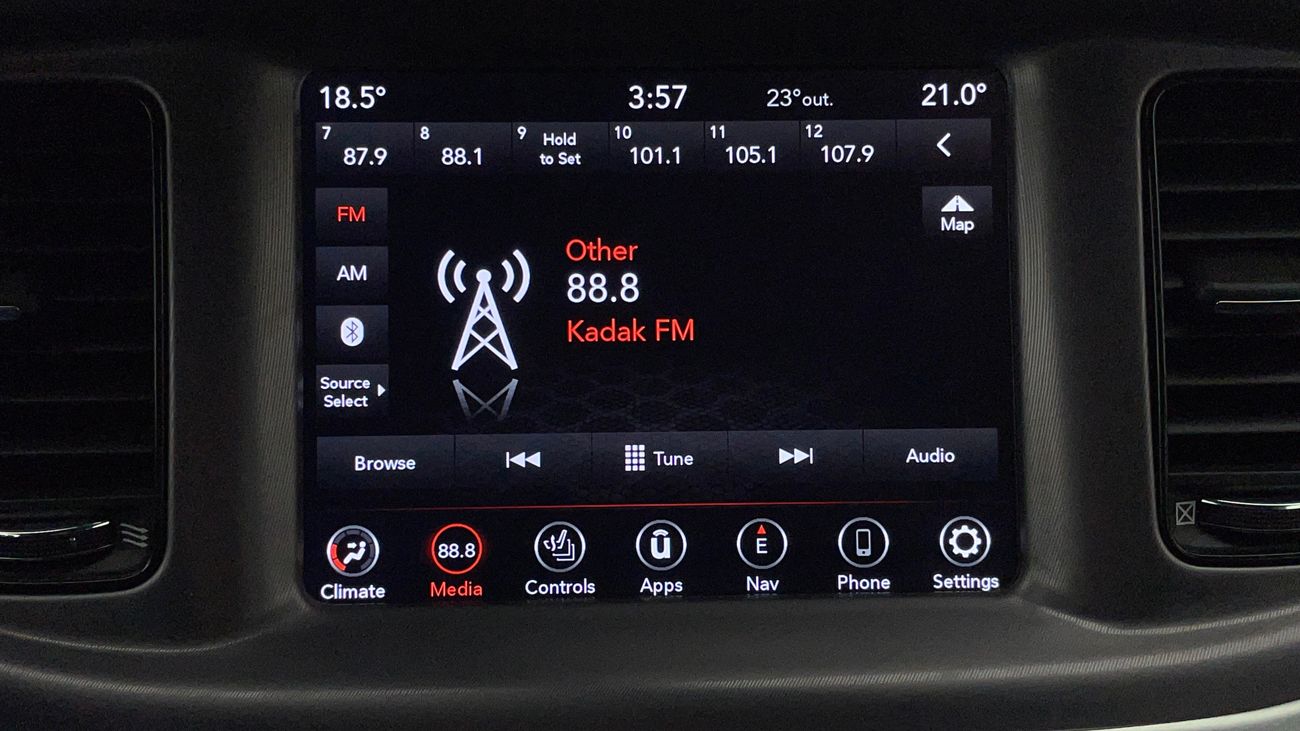 18.5° 3:57 23°out. 21.0°
7 8 9 Hold 10 11 12
87.9 88.1 to Set 101.1 105.1 107.9
FM
Map
AM
Other
88.8
Kadak FM
Source
Select
Browse Tune Audio
88.8 E
Climate Media Controls Apps Nav Phone Settings